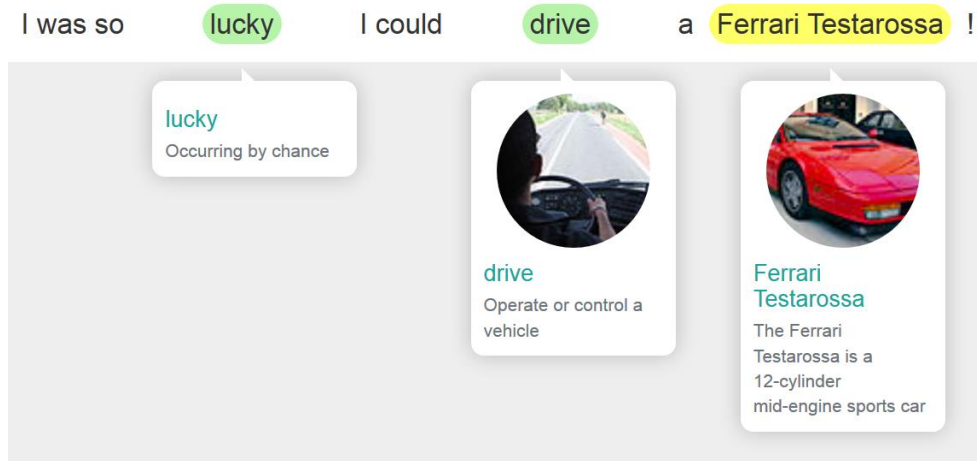 I was so lucky I could drive a Ferrari Testarossa !
lucky
Occurring by chance
drive
Operate or control a
vehicle
Ferrari
Testarossa
The Ferrari
Testarossa is a
12-cylinder
mid-engine sports car